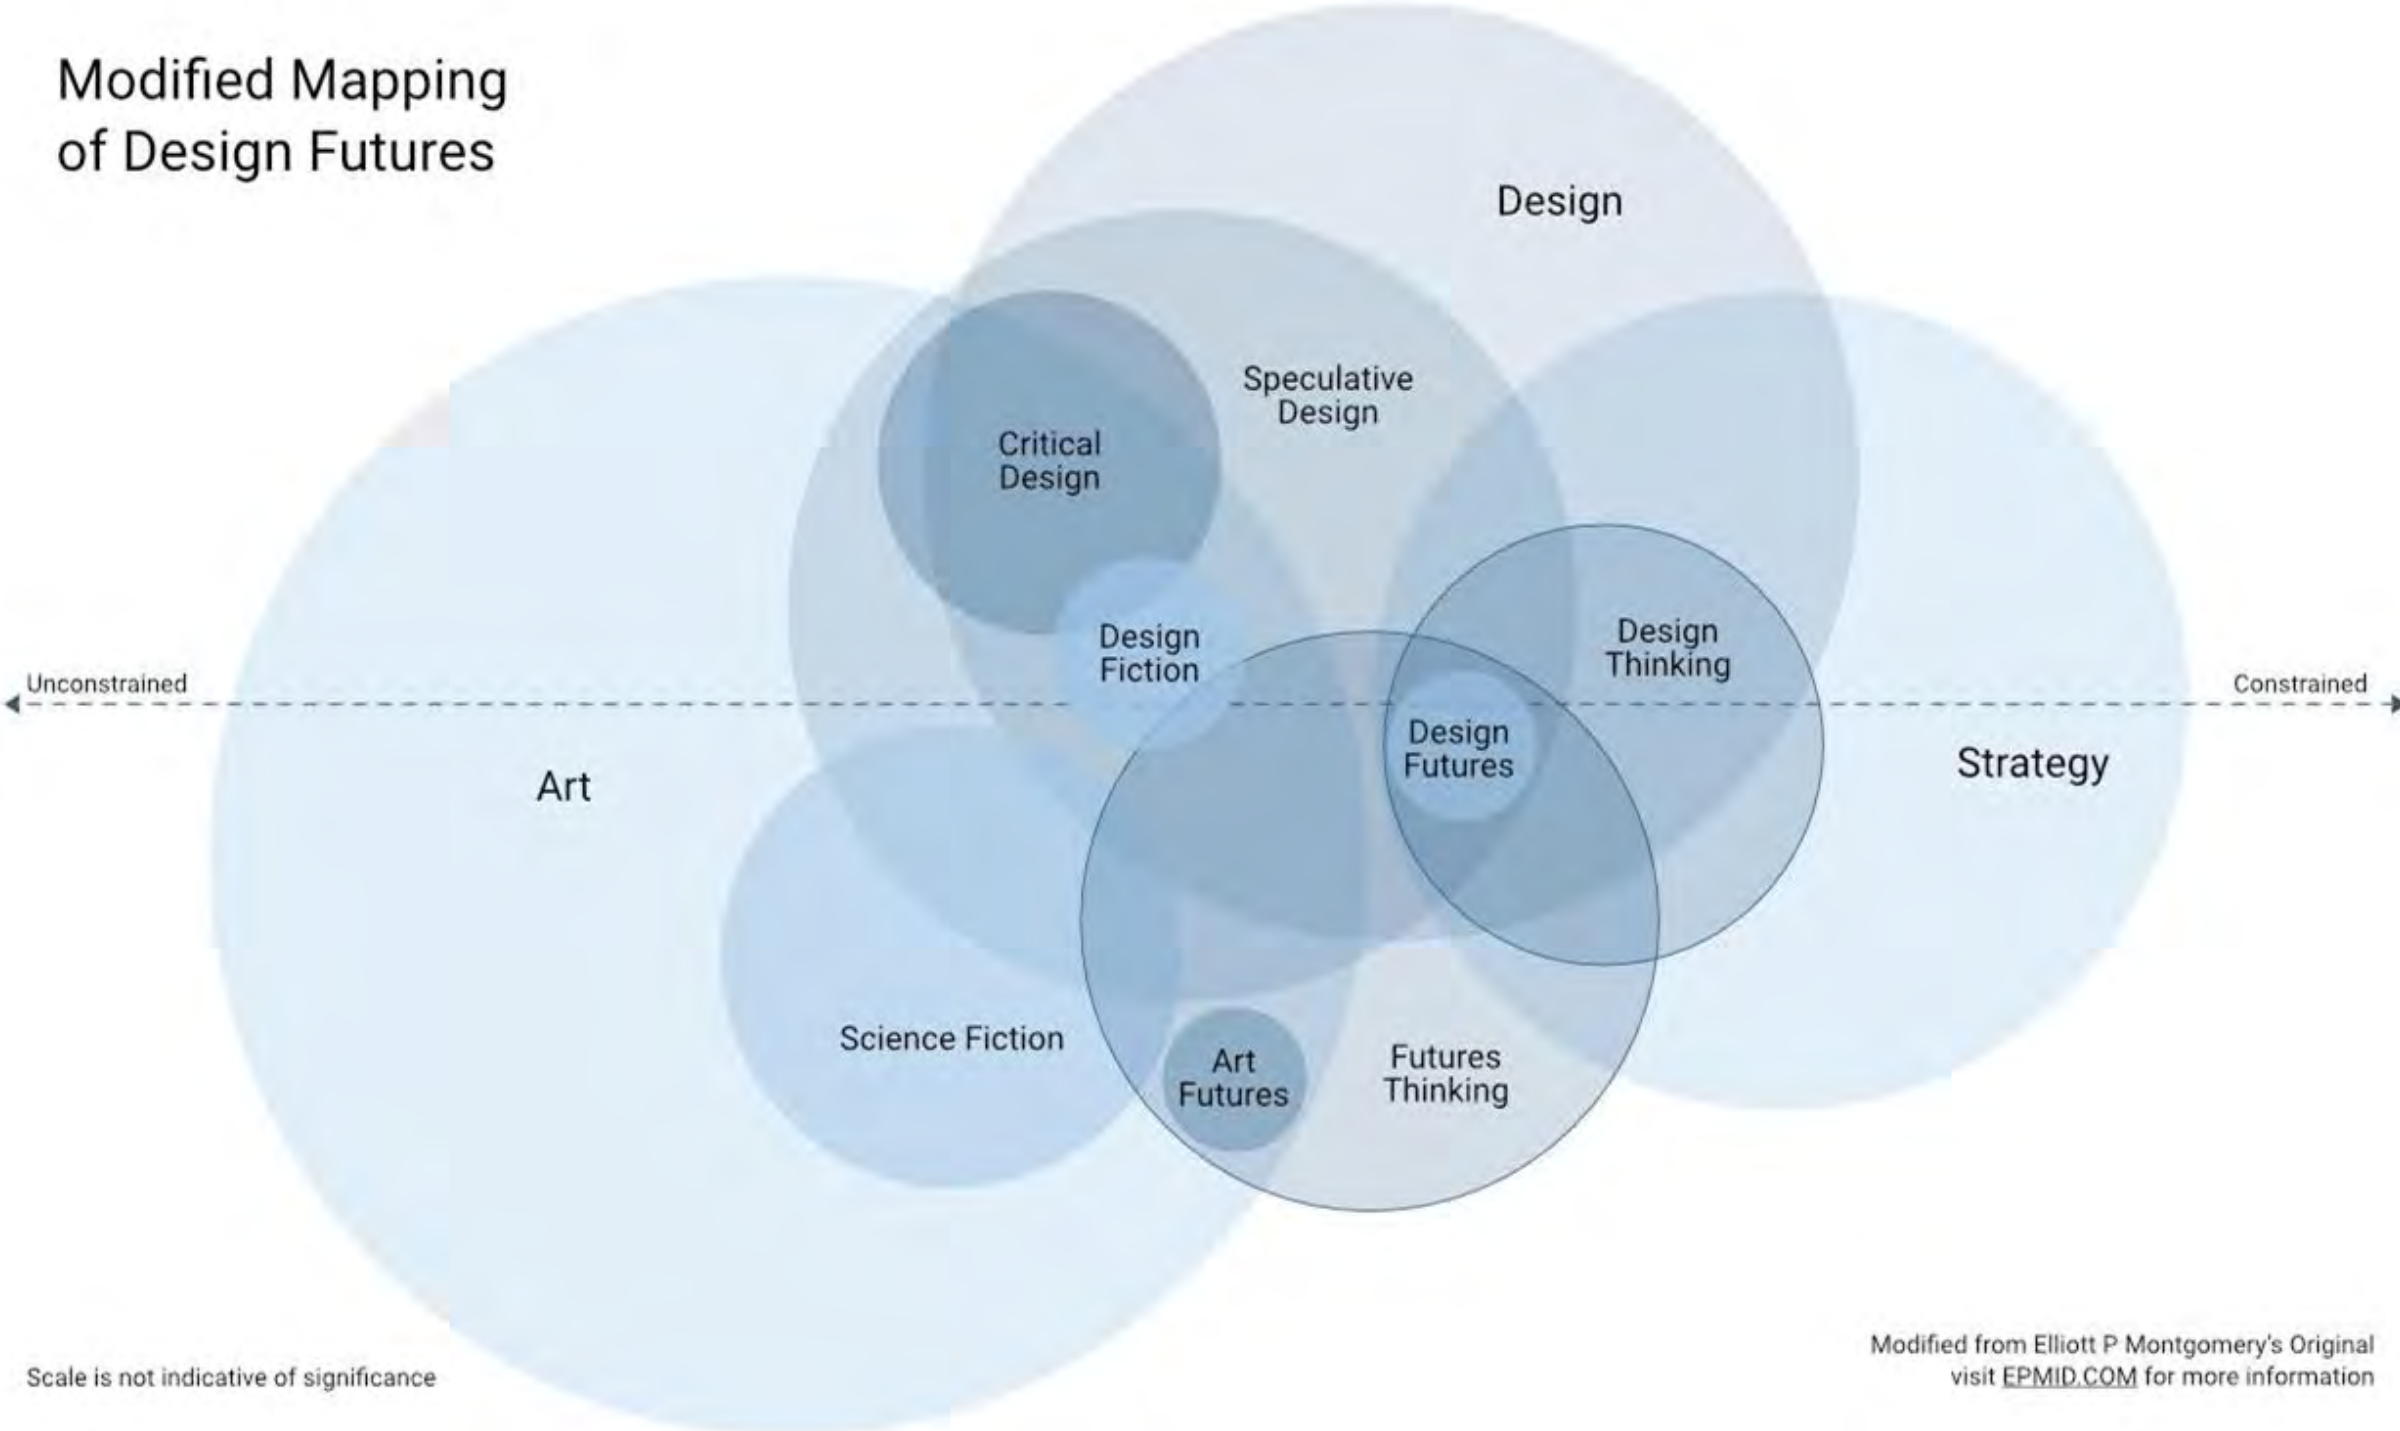 Modified Mapping
of Design Futures
Design
Speculative
Design
Critical
Design
Design
Fiction
Design
Thinking
Unconstrained
Constrained
Design
Futures
Art
Strategy
Science Fiction
Art
Futures
Futures
Thinking
Modified from Elliott P Montgomery's Original
visit EPMID.COM for more information
Scale is not indicative of significance